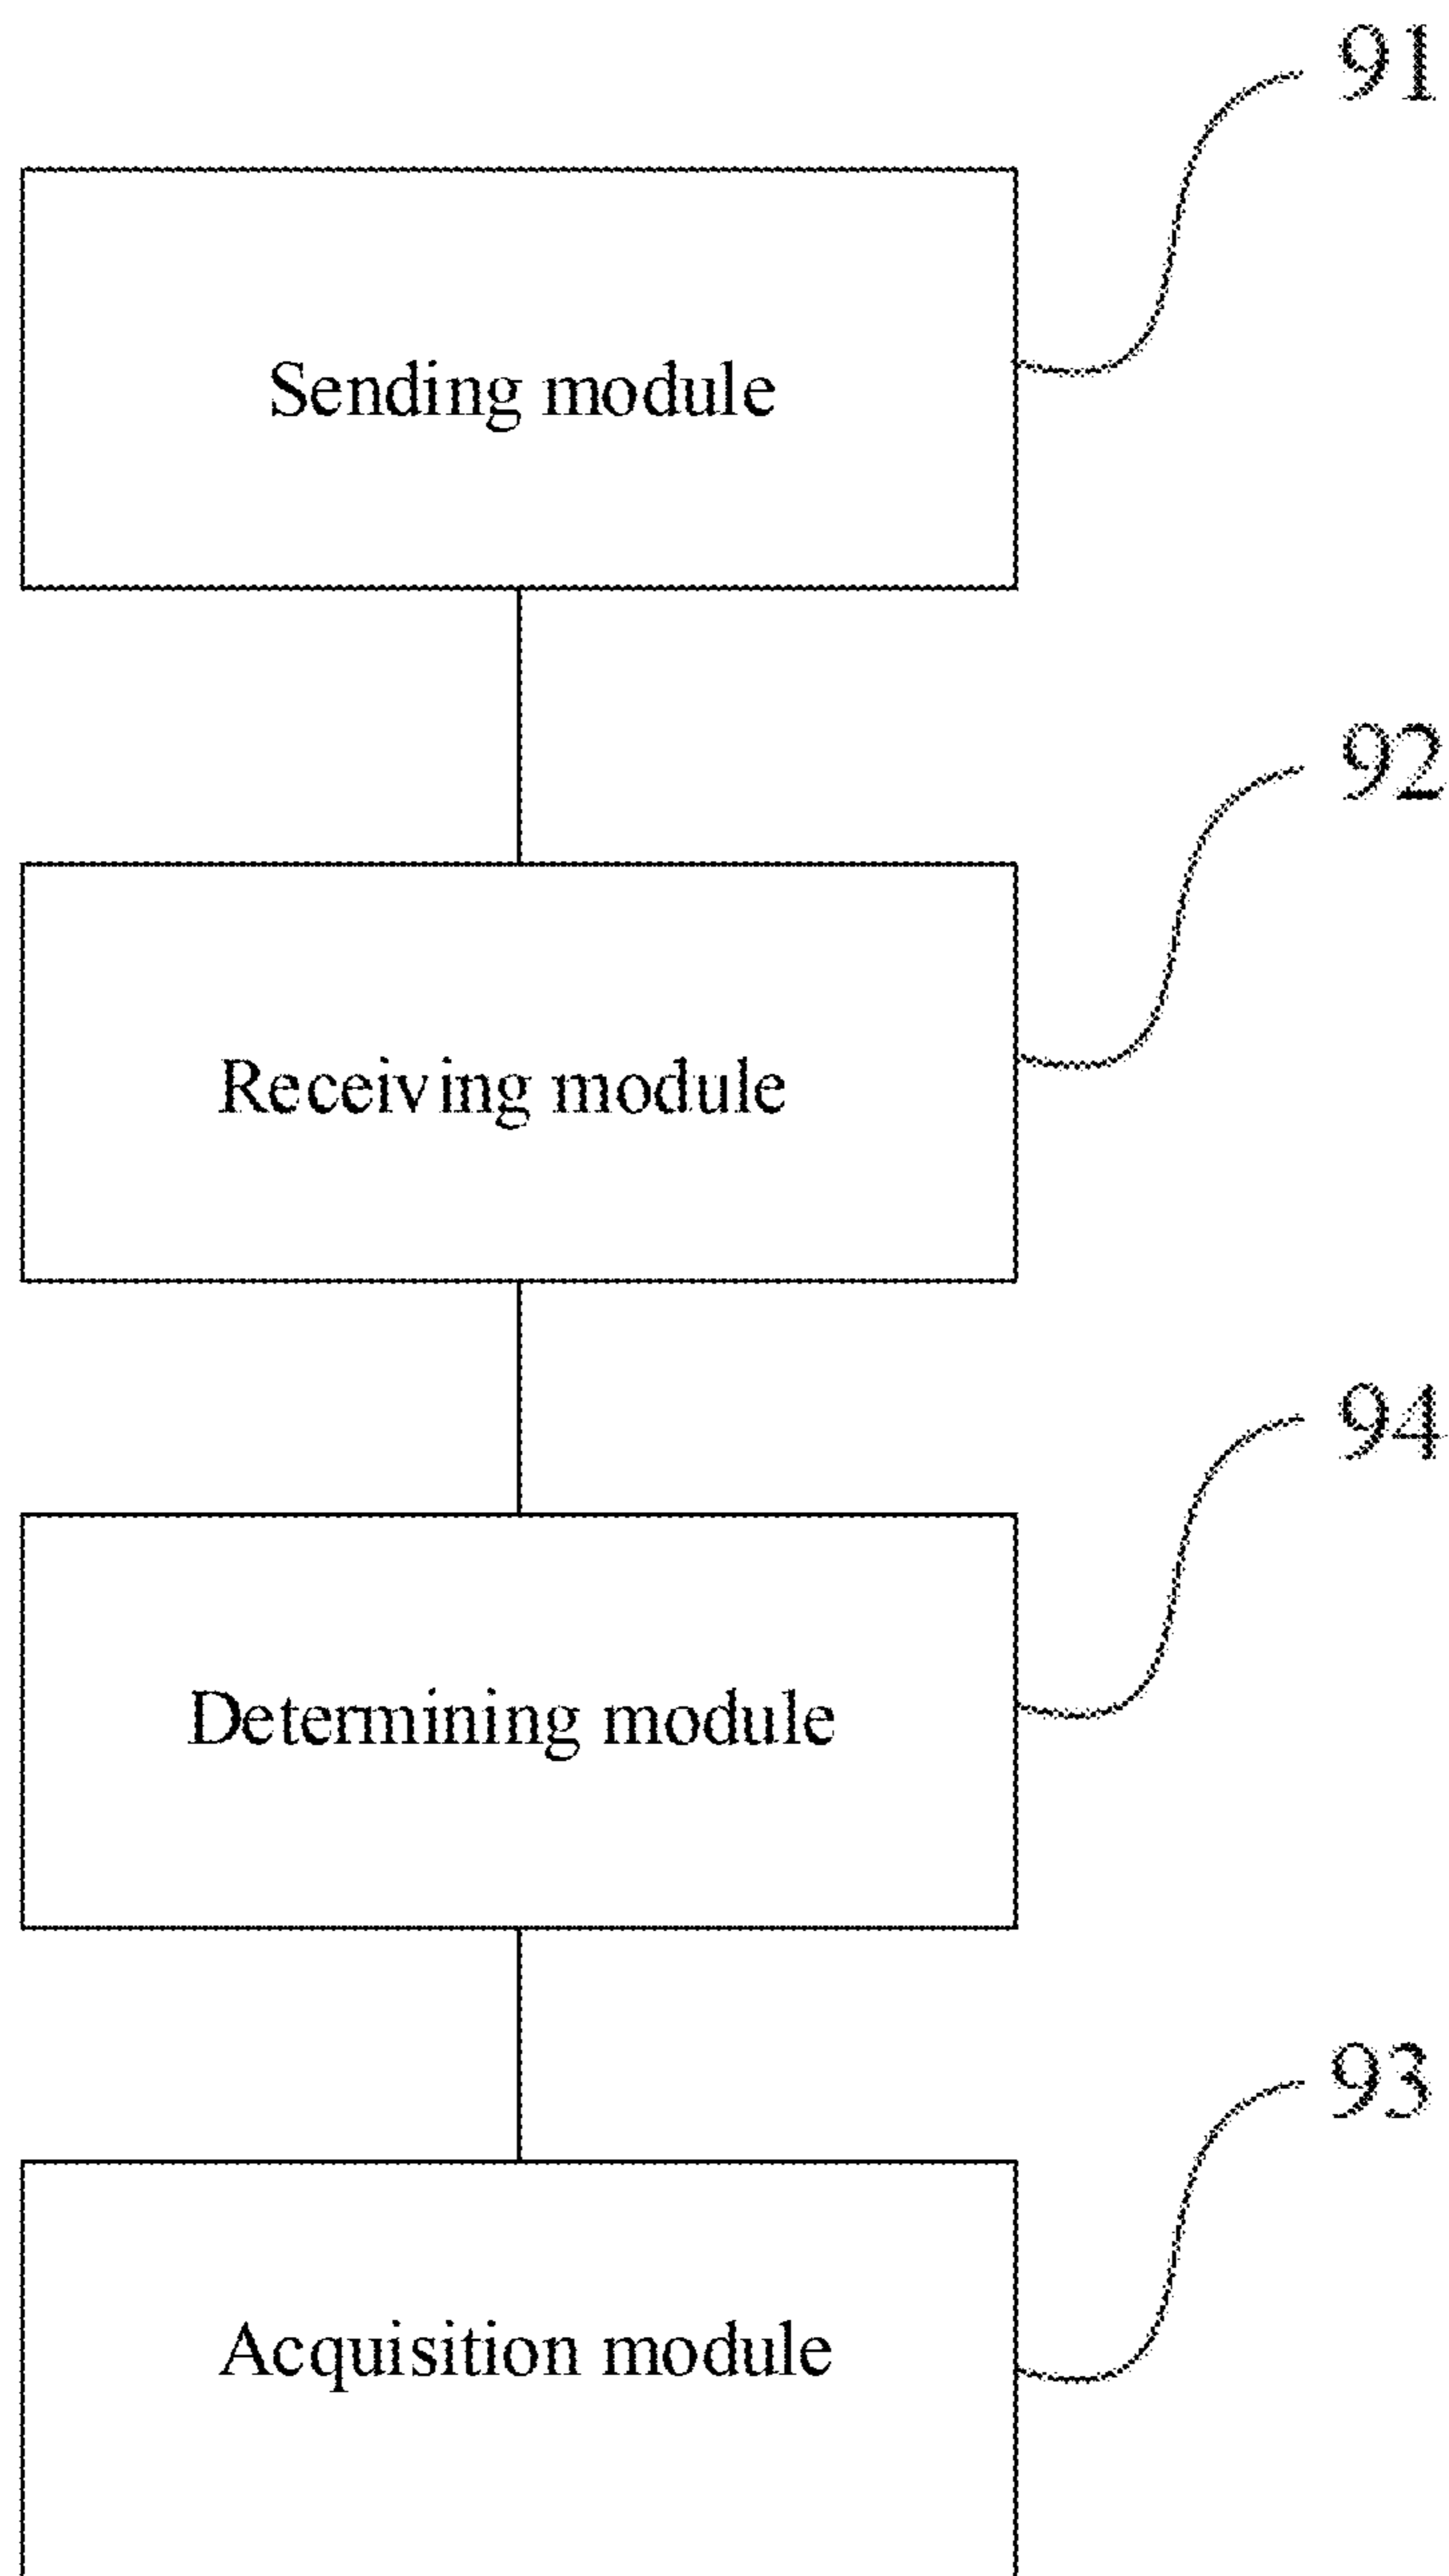 91
Sending module
92
Receiving module
94
Determining module
93
Acquisition module